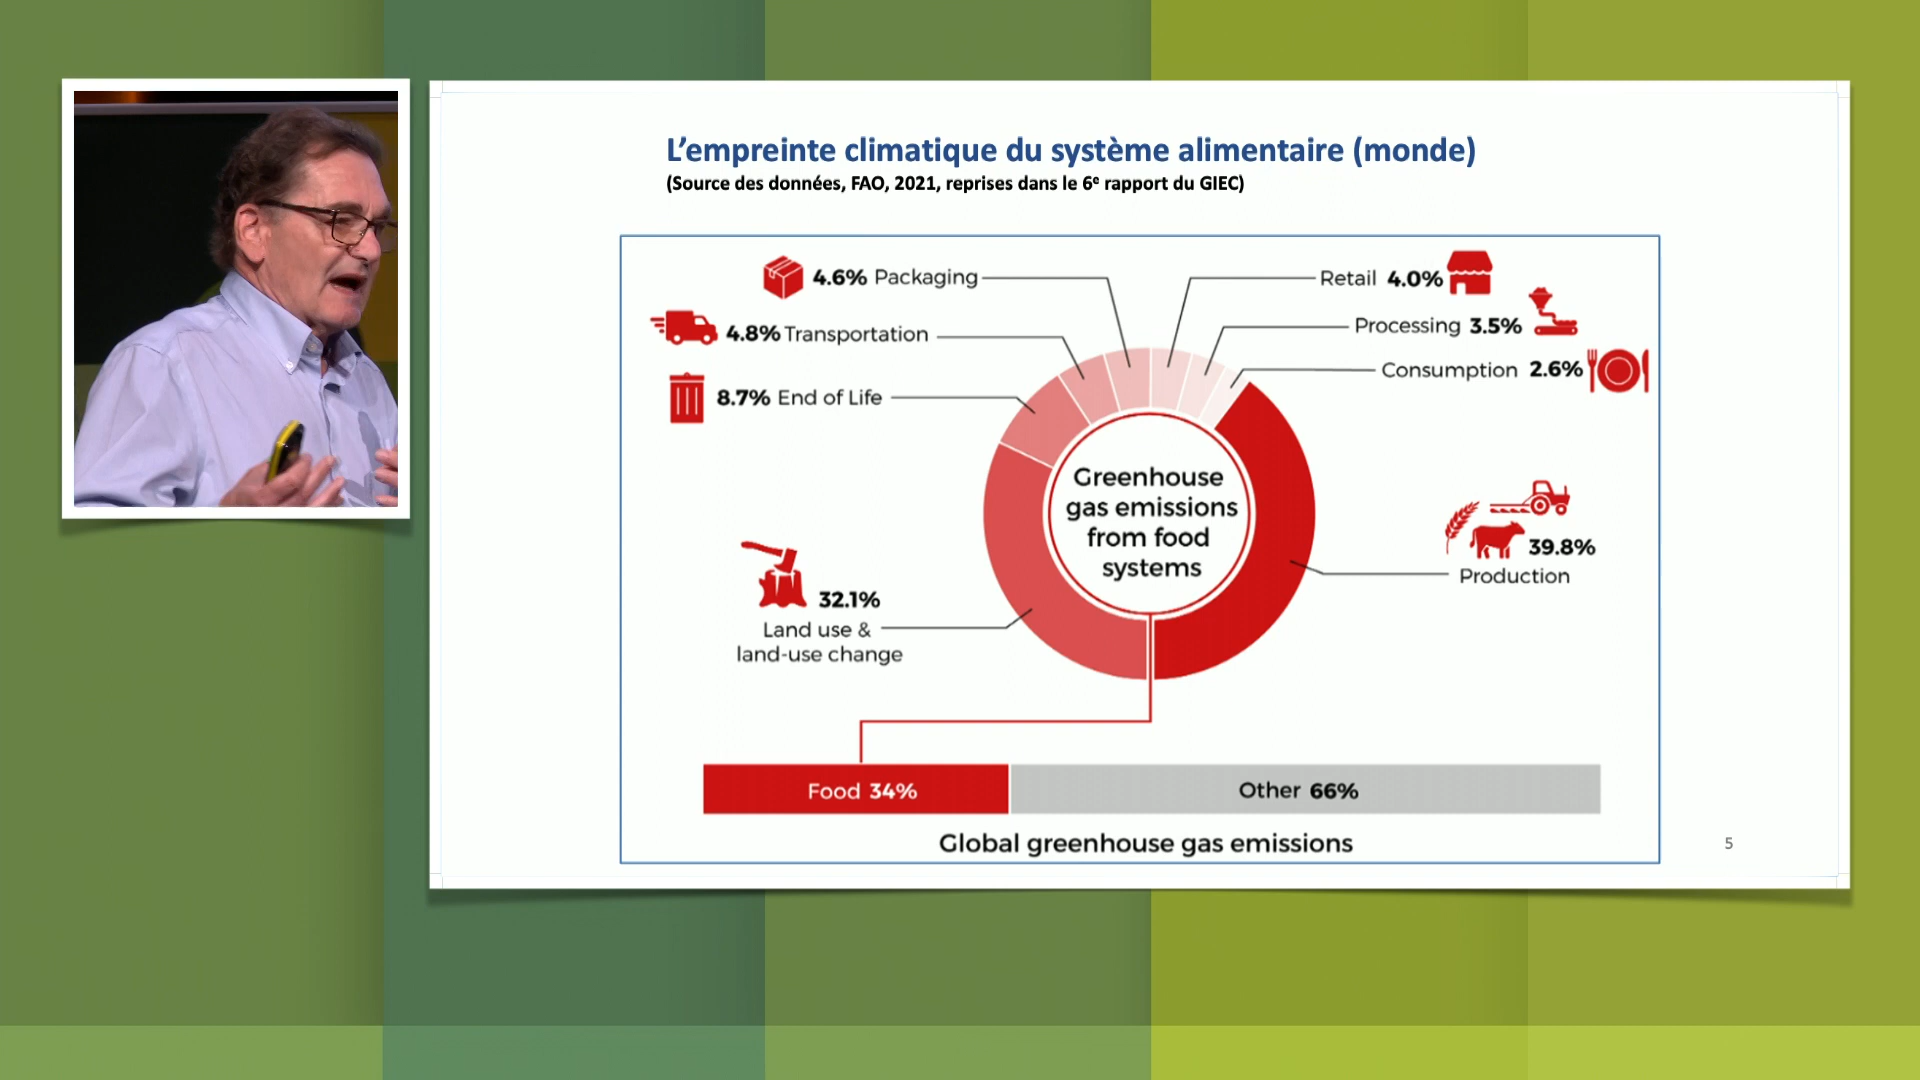 L’empreinte climatique du système alimentaire (monde)
(Source des données, FAO, 2021, reprises dans le 6e rapport du GIEC)
4.6% Packaging
Retail 4.0%
4.8% Transportation
Processing 3.5%
Consumption 2.6%
8.7% End of Life
Greenhouse
gas emissions
from food
systems
39.8%
Production
32.1%
Land use &
land-use change
Food 34%
Other 66%
Global greenhouse gas emissions
5